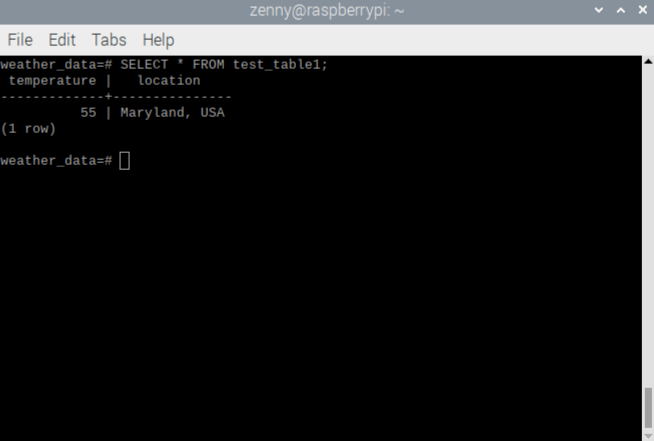 zenny@raspberrypi: ~
File Edit Tabs Help
weather_data=# SELECT * FROM test_table1;
 temperature |   location
-------------+---------------
          55 | Maryland, USA
(1 row)
weather_data=#